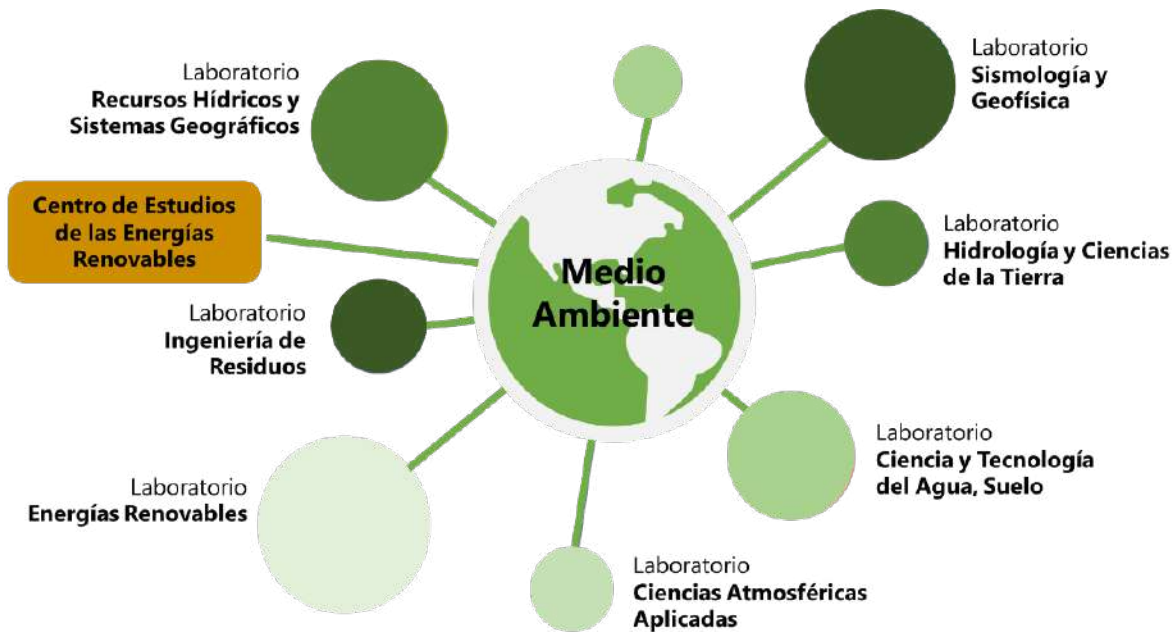 Laboratorio
Recursos Hídricos y
Sistemas Geográficos
Centro de Estudios
de las Energías
Renovables
Laboratorio
Ingeniería de
Residuos
Laboratorio
Energías Renovables
Medio
Ambiente
Laboratorio
Sismología y
Geofísica
Laboratorio
Hidrología y Ciencias
de la Tierra
Laboratorio
Ciencia y Tecnología
del Agua, Suelo
Laboratorio
Ciencias Atmosféricas
Aplicadas